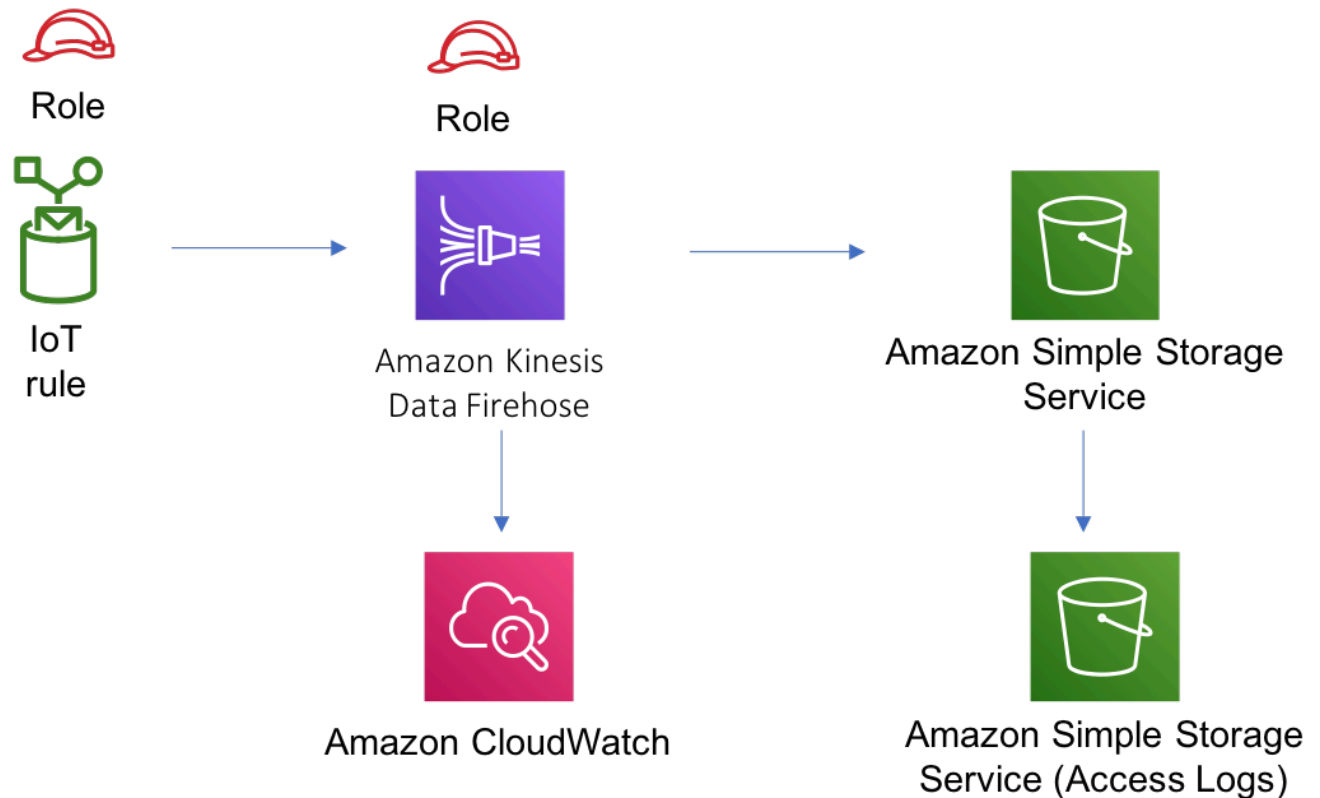 Role
Role
IoT
rule
Amazon Kinesis
Data Firehose
Amazon Simple Storage
Service
Amazon CloudWatch
Amazon Simple Storage
Service (Access Logs)